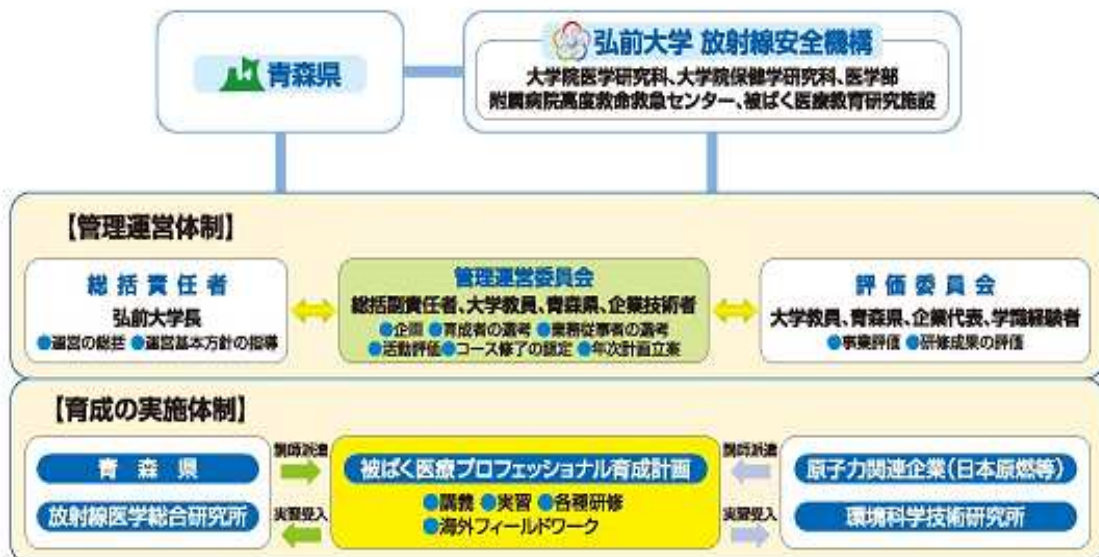 青森県
弘前大学 放射線安全機構
大学院医学研究科、大学院保健学研究科、医学部
附属病院高度救命救急センター、被ばく医療教育研究施設
【管理運営体制】
総括責任者
弘前大学長
●運営の総括 ●運営基本方針の指導
管理運営委員会
総括副責任者、大学教員、青森県、企業技術者
●企画 ●育成者の選考 ●業務従事者の選考
●活動評価 ●コース修了の認定 ●年次計画立案
評価委員会
大学教員、青森県、企業代表、学識経験者
●事業評価 ●研修成果の評価
【育成の実施体制】
青森県
放射線医学総合研究所
講師派遣
実習受入
被ばく医療プロフェッショナル育成計画
●講義 ●実習 ●各種研修
●海外フィールドワーク
講師派遣
実習受入
原子力関連企業(日本原燃等)
環境科学技術研究所